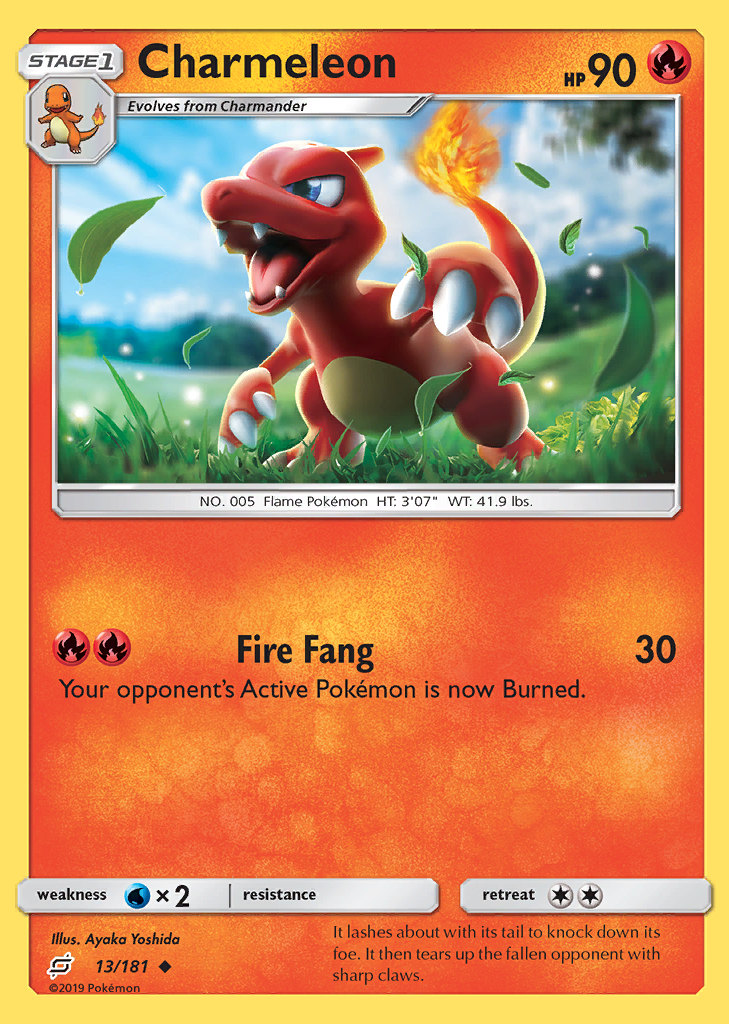 STAGE1
Charmeleon
HP90
Evolves from Charmander
NO. 005 Flame Pokémon HT: 3'07" WT: 41.9 lbs.
Fire Fang 30
Your opponent's Active Pokémon is now Burned.
weakness ×2 resistance retreat
Illus. Ayaka Yoshida
13/181
©2019 Pokémon
It lashes about with its tail to knock down its
foe. It then tears up the fallen opponent with
sharp claws.